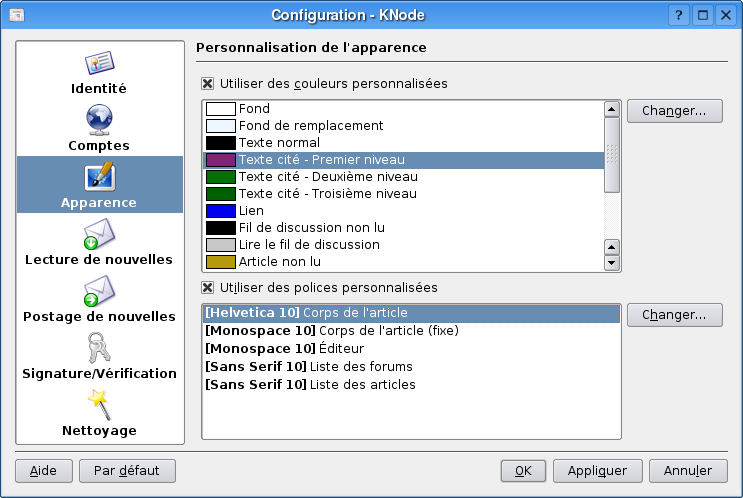 Configuration - KNode
Identité
Comptes
Apparence
Lecture de nouvelles
Postage de nouvelles
Signature/Vérification
Nettoyage
Personnalisation de l'apparence
Utiliser des couleurs personnalisées
Fond
Fond de remplacement
Texte normal
Texte cité - Premier niveau
Texte cité - Deuxième niveau
Texte cité - Troisième niveau
Lien
Fil de discussion non lu
Lire le fil de discussion
Article non lu
Changer...
Utiliser des polices personnalisées
[Helvetica 10] Corps de l'article
[Monospace 10] Corps de l'article (fixe)
[Monospace 10] Éditeur
[Sans Serif 10] Liste des forums
[Sans Serif 10] Liste des articles
Changer...
Aide
Par défaut
OK
Appliquer
Annuler